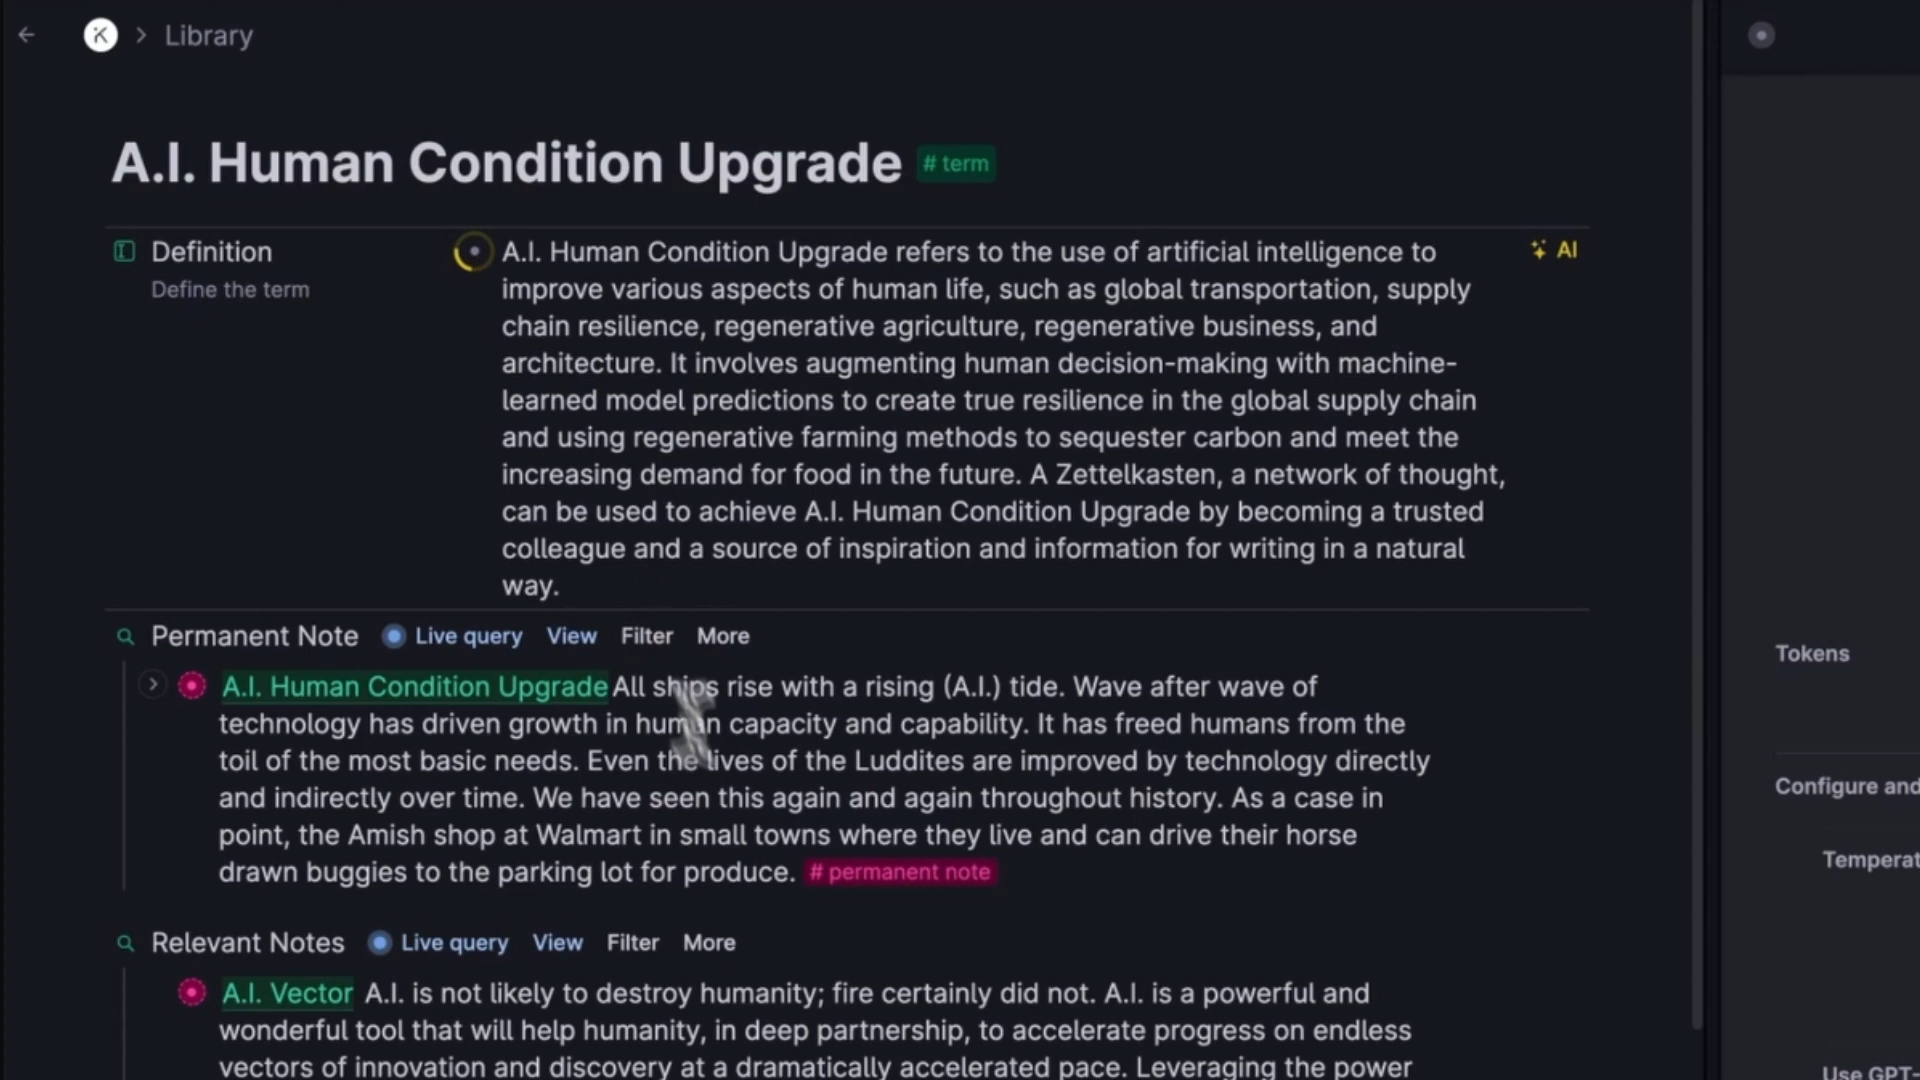 Library
A.I. Human Condition Upgrade # term
Definition
Define the term
A.I. Human Condition Upgrade refers to the use of artificial intelligence to
improve various aspects of human life, such as global transportation, supply
chain resilience, regenerative agriculture, regenerative business, and
architecture. It involves augmenting human decision-making with machine-
learned model predictions to create true resilience in the global supply chain
and using regenerative farming methods to sequester carbon and meet the
increasing demand for food in the future. A Zettelkasten, a network of thought,
can be used to achieve A.I. Human Condition Upgrade by becoming a trusted
colleague and a source of inspiration and information for writing in a natural
way.
AI
Permanent Note Live query View Filter More
A.I. Human Condition Upgrade All ships rise with a rising (A.I.) tide. Wave after wave of
technology has driven growth in human capacity and capability. It has freed humans from the
toil of the most basic needs. Even the lives of the Luddites are improved by technology directly
and indirectly over time. We have seen this again and again throughout history. As a case in
point, the Amish shop at Walmart in small towns where they live and can drive their horse
drawn buggies to the parking lot for produce. # permanent note
Relevant Notes Live query View Filter More
A.I. Vector A.I. is not likely to destroy humanity; fire certainly did not. A.I. is a powerful and
wonderful tool that will help humanity, in deep partnership, to accelerate progress on endless
vectors of innovation and discovery at a dramatically accelerated pace. Leveraging the power
Tokens
Configure and
Temperat
Use GPT-